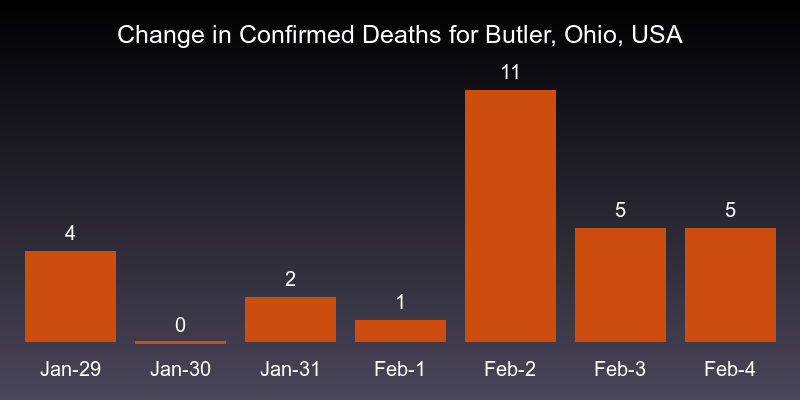 Change in Confirmed Deaths for Butler, Ohio, USA
11
4
0
2
1
5
5
Jan-29
Jan-30
Jan-31
Feb-1
Feb-2
Feb-3
Feb-4